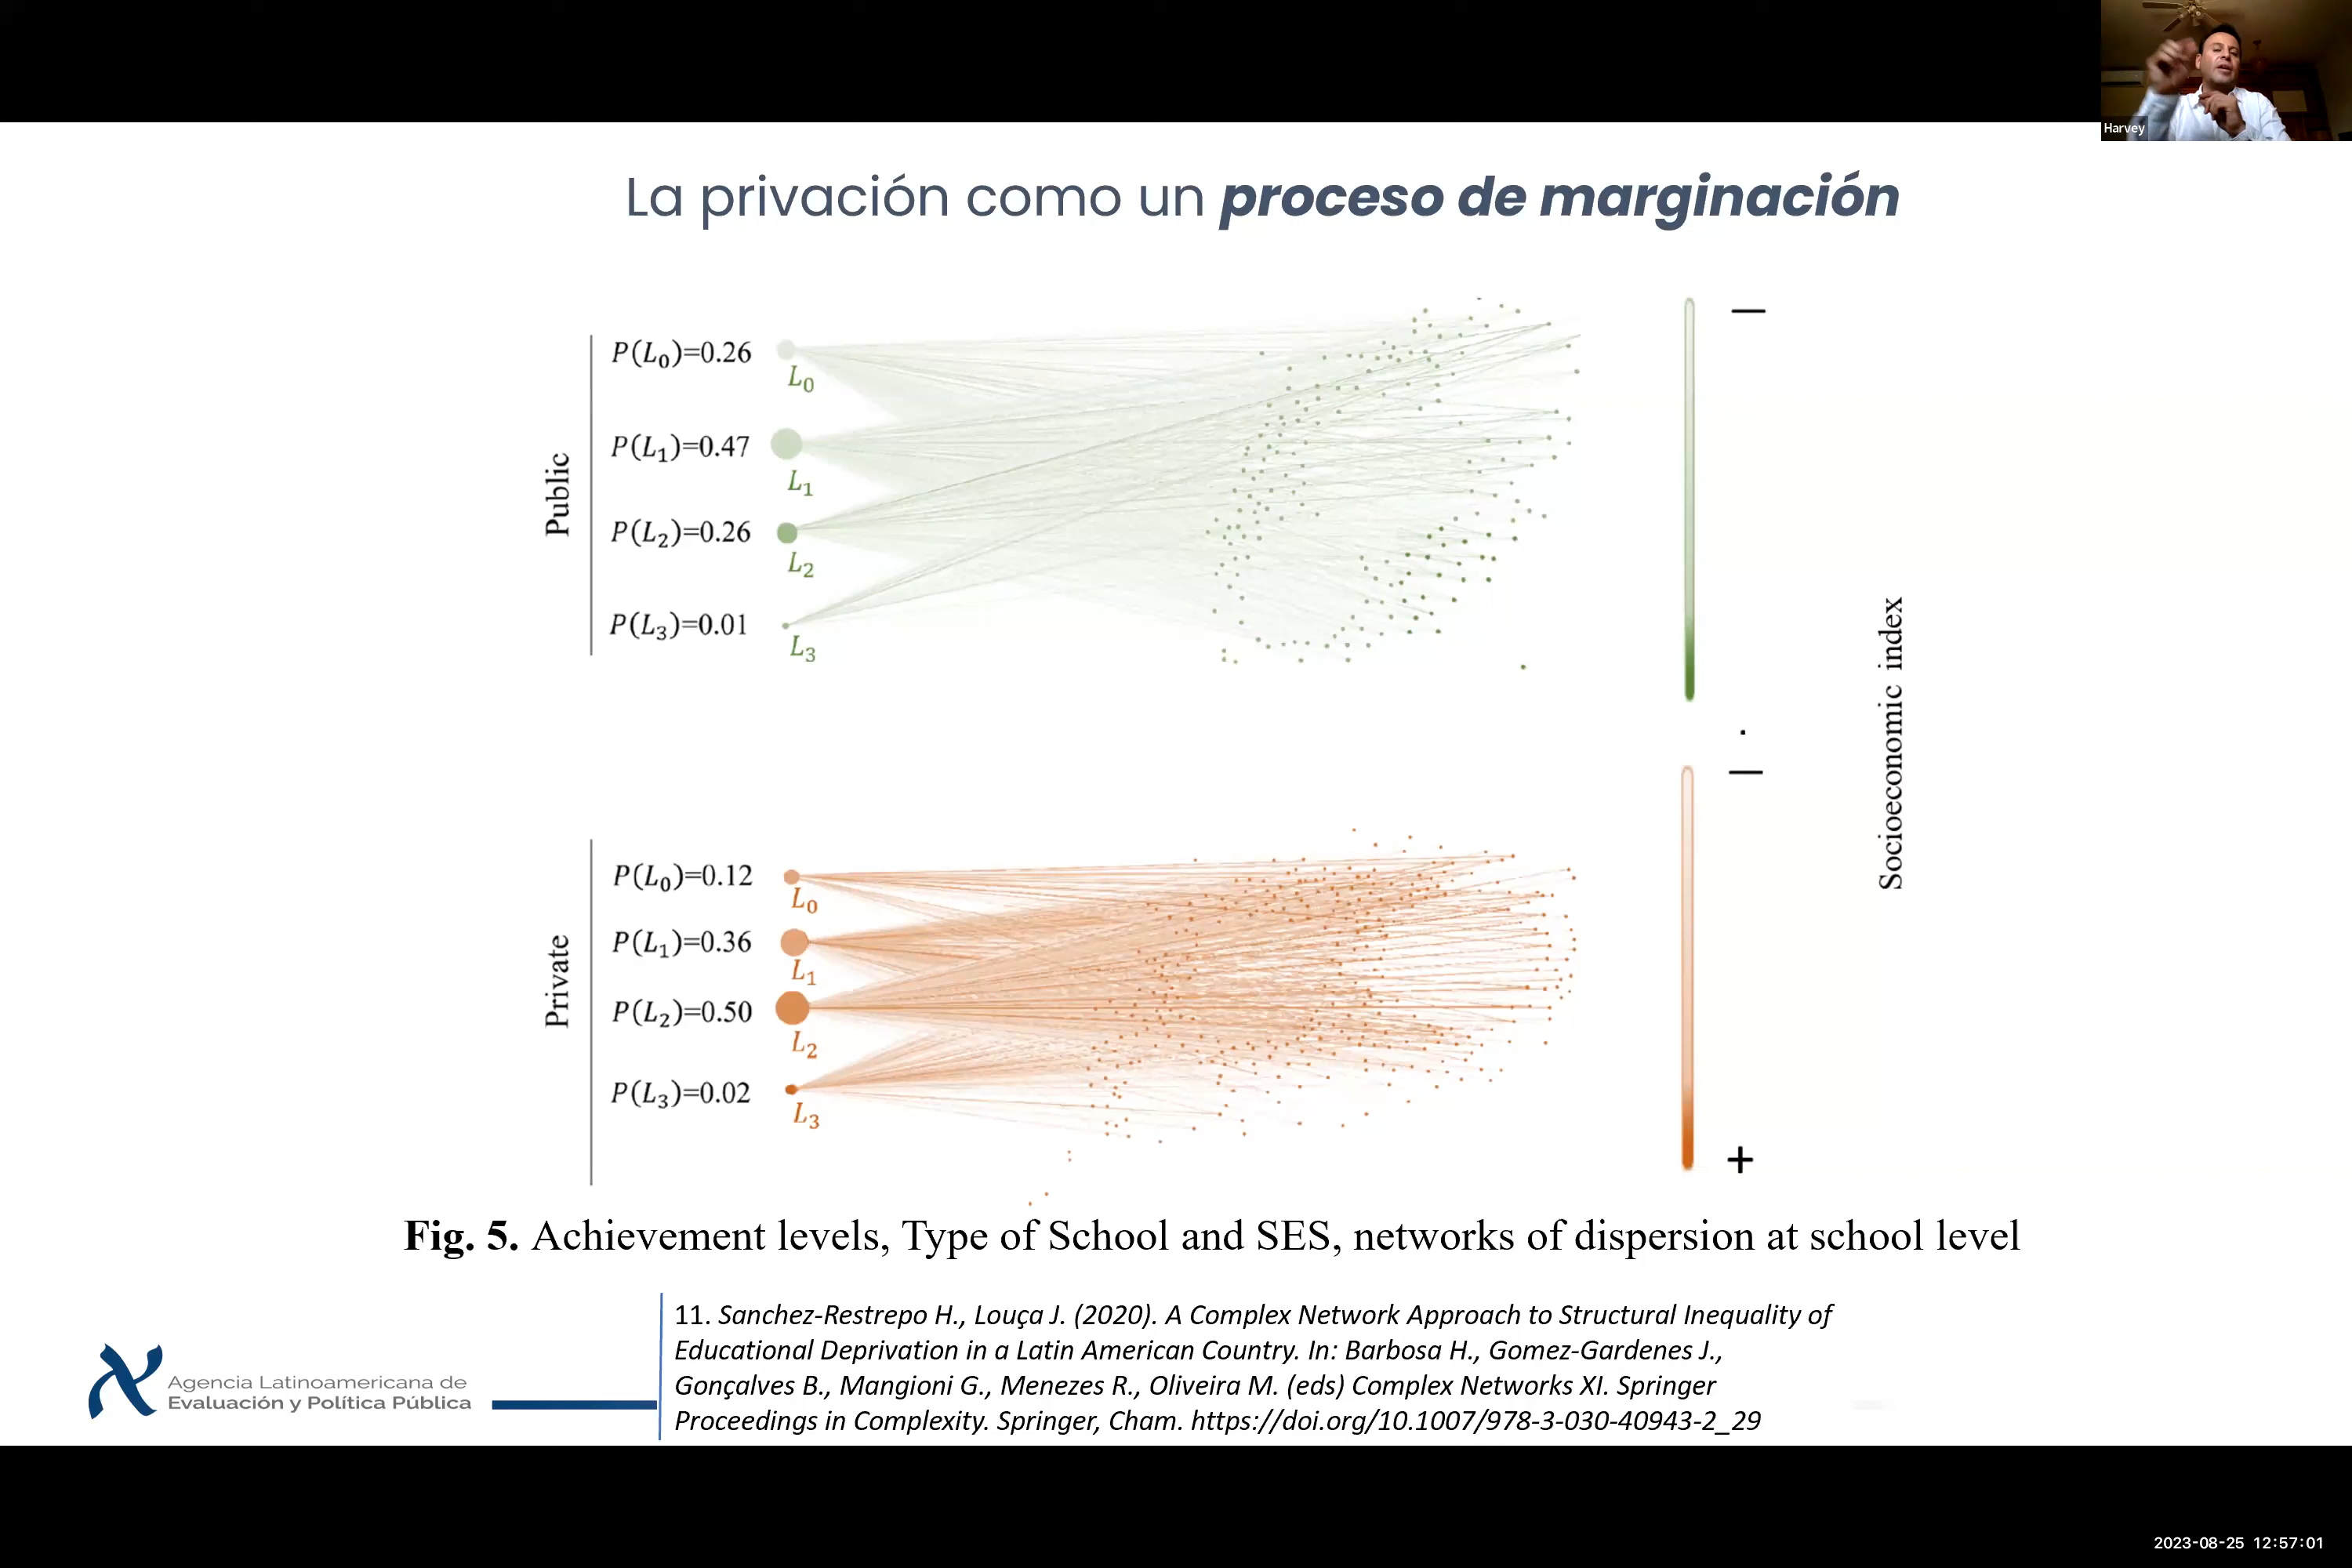 Harvey
La privación como un proceso de marginación
Public
P(L₀)=0.26
L₀
P(L₁)=0.47
L₁
P(L₂)=0.26
L₂
P(L₃)=0.01
L₃
—
—
Socioeconomic index
Private
P(L₀)=0.12
L₀
P(L₁)=0.36
L₁
P(L₂)=0.50
L₂
P(L₃)=0.02
L₃
+
Fig. 5. Achievement levels, Type of School and SES, networks of dispersion at school level
11. Sanchez-Restrepo H., Louça J. (2020). A Complex Network Approach to Structural Inequality of
Educational Deprivation in a Latin American Country. In: Barbosa H., Gomez-Gardenes J.,
Gonçalves B., Mangioni G., Menezes R., Oliveira M. (eds) Complex Networks XI. Springer
Proceedings in Complexity. Springer, Cham. https://doi.org/10.1007/978-3-030-40943-2_29
Agencia Latinoamericana de
Evaluación y Política Pública
2023-08-25 12:57:01